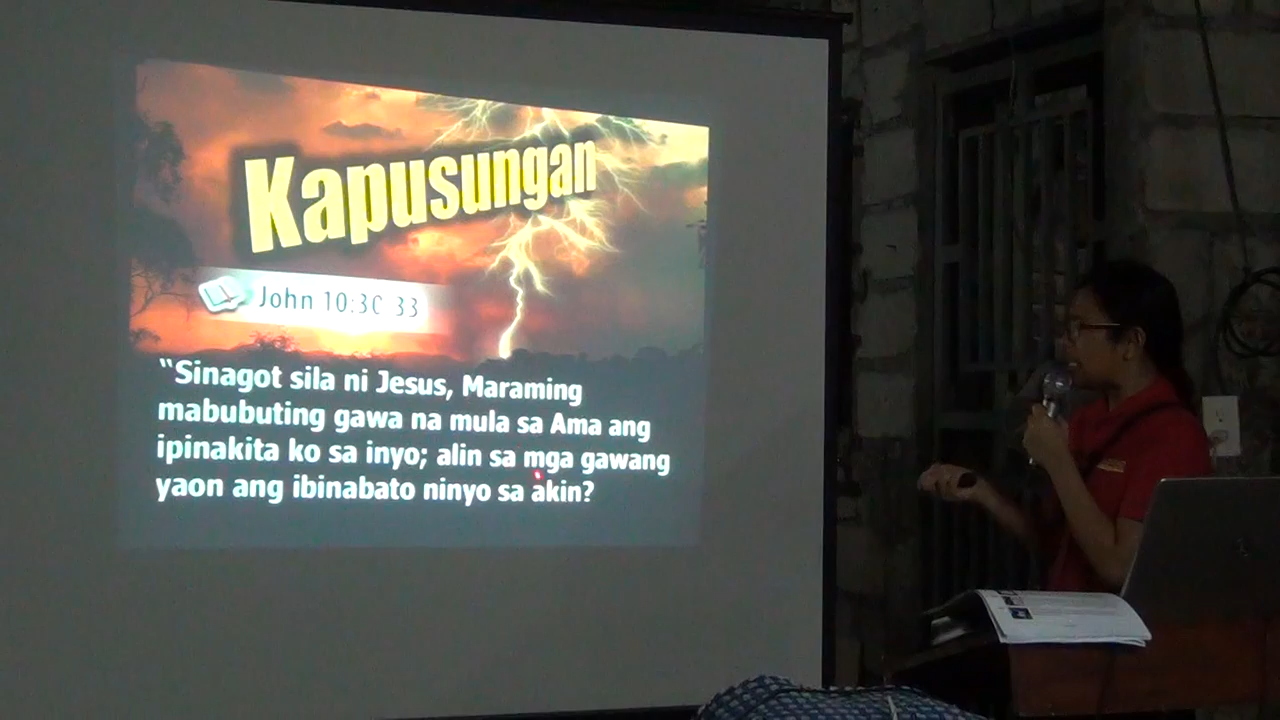 Kapusungan
John 10:30 33
“Sinagot sila ni Jesus, Maraming
mabubuting gawa na mula sa Ama ang
ipinakita ko sa inyo; alin sa mga gawang
yaon ang ibinabato ninyo sa akin?